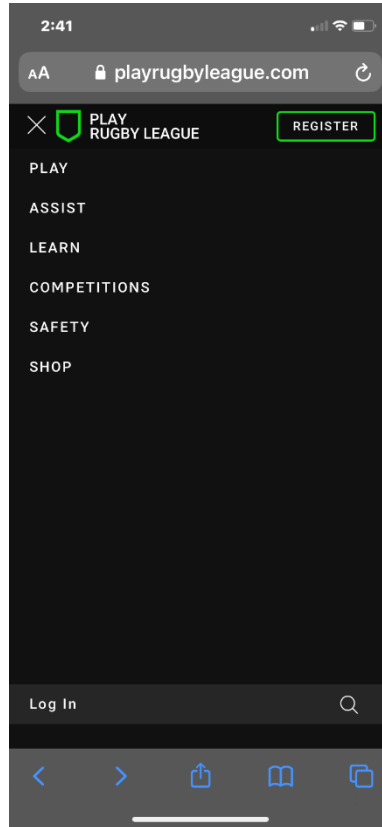 2:41
AA playrugbyleague.com
PLAY
RUGBY LEAGUE
REGISTER
PLAY
ASSIST
LEARN
COMPETITIONS
SAFETY
SHOP
Log In